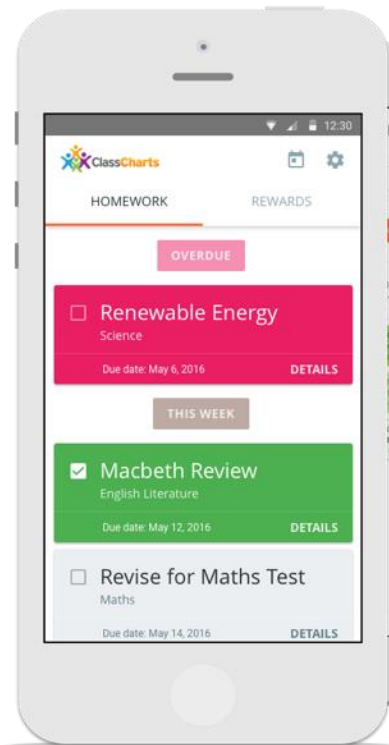 12:30
ClassCharts
HOMEWORK REWARDS
OVERDUE
Renewable Energy
Science
Due date: May 6, 2016 DETAILS
THIS WEEK
Macbeth Review
English Literature
Due date: May 12, 2016 DETAILS
Revise for Maths Test
Maths
Due date: May 14, 2016 DETAILS